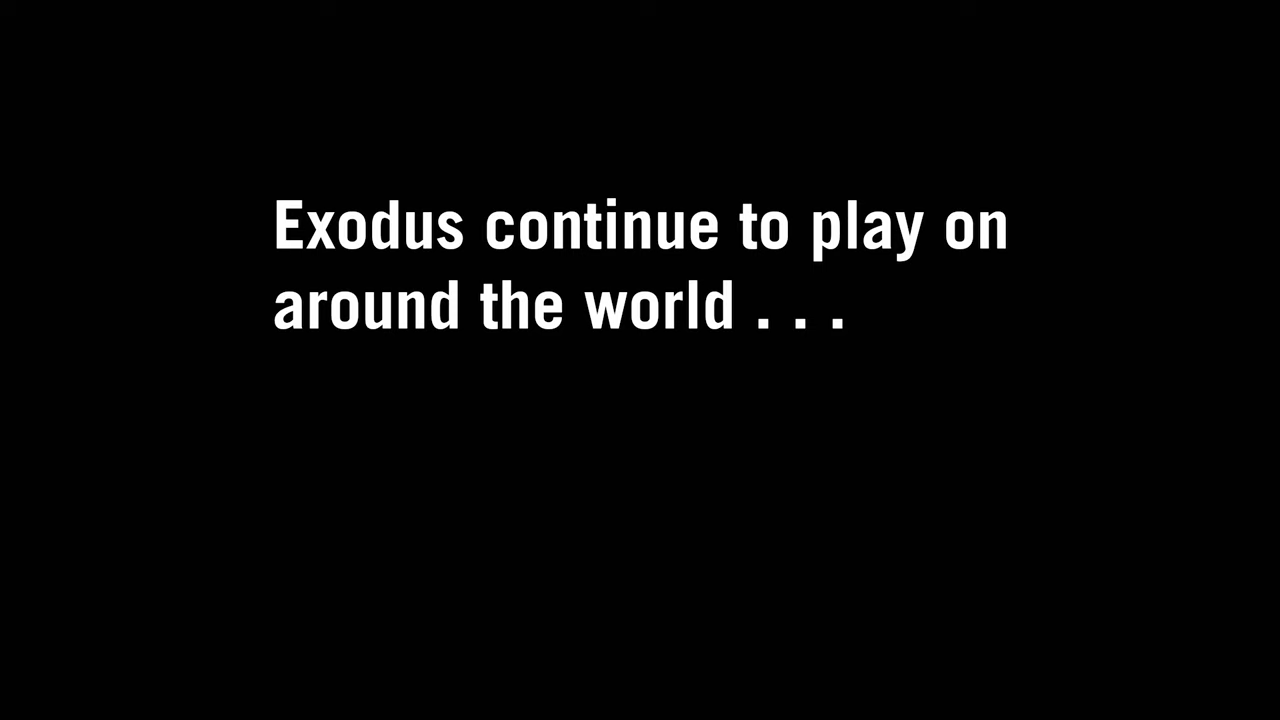 Exodus continue to play on
around the world . . .